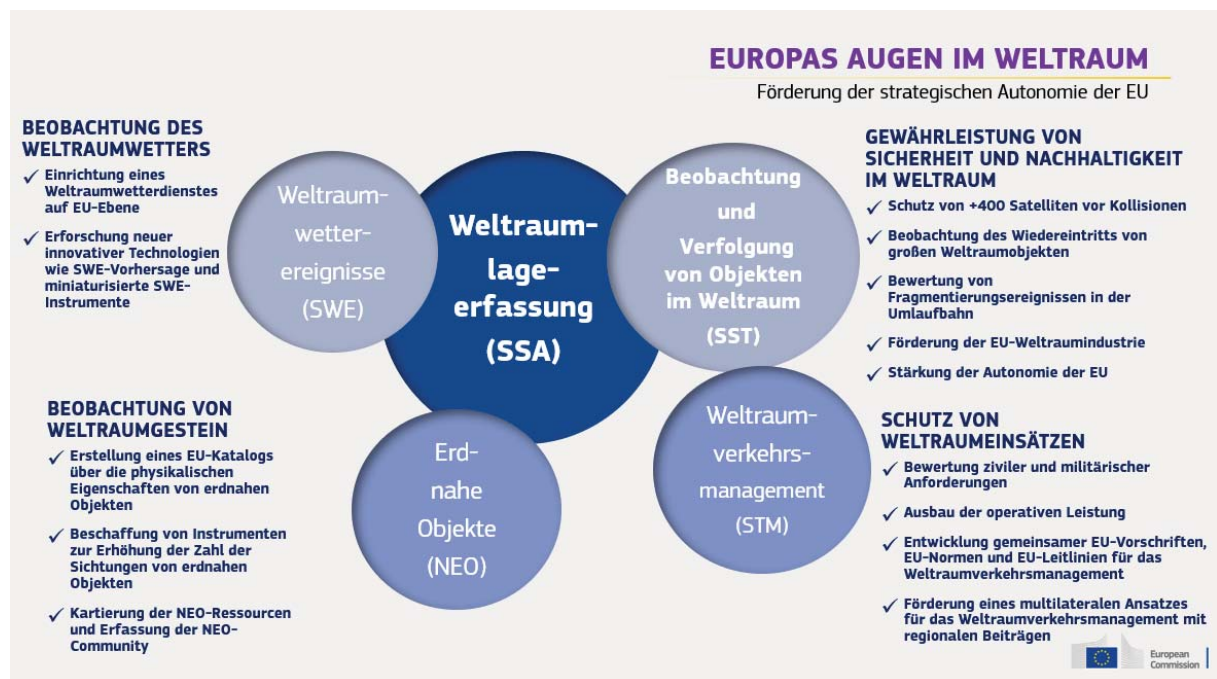 EUROPAS AUGEN IM WELTRAUM
Förderung der strategischen Autonomie der EU
BEOBACHTUNG DES
WELTRAUMWETTERS
✓ Einrichtung eines
Weltraumwetterdienstes
auf EU-Ebene
✓ Erforschung neuer
innovativer Technologien
wie SWE-Vorhersage und
miniaturisierte SWE-
Instrumente
Weltraum-
wetter-
ereignisse
(SWE)
Weltraum-
lage-
erfassung
(SSA)
Beobachtung
und
Verfolgung
von Objekten
im Weltraum
(SST)
GEWÄHRLEISTUNG VON
SICHERHEIT UND NACHHALTIGKEIT
IM WELTRAUM
✓ Schutz von +400 Satelliten vor Kollisionen
✓ Beobachtung des Wiedereintritts von
großen Weltraumobjekten
✓ Bewertung von
Fragmentierungsereignissen in der
Umlaufbahn
✓ Förderung der EU-Weltraumindustrie
✓ Stärkung der Autonomie der EU
BEOBACHTUNG VON
WELTRAUMGESTEIN
✓ Erstellung eines EU-Katalogs
über die physikalischen
Eigenschaften von erdnahen
Objekten
✓ Beschaffung von Instrumenten
zur Erhöhung der Zahl der
Sichtungen von erdnahen
Objekten
✓ Kartierung der NEO-Ressourcen
und Erfassung der NEO-
Community
Erd-
nahe
Objekte
(NEO)
Weltraum-
verkehrs-
management
(STM)
SCHUTZ VON
WELTRAUMEINSÄTZEN
✓ Bewertung ziviler und militärischer
Anforderungen
✓ Ausbau der operativen Leistung
✓ Entwicklung gemeinsamer EU-Vorschriften,
EU-Normen und EU-Leitlinien für das
Weltraumverkehrsmanagement
✓ Förderung eines multilateralen Ansatzes
für das Weltraumverkehrsmanagement mit
regionalen Beiträgen
European
Commission